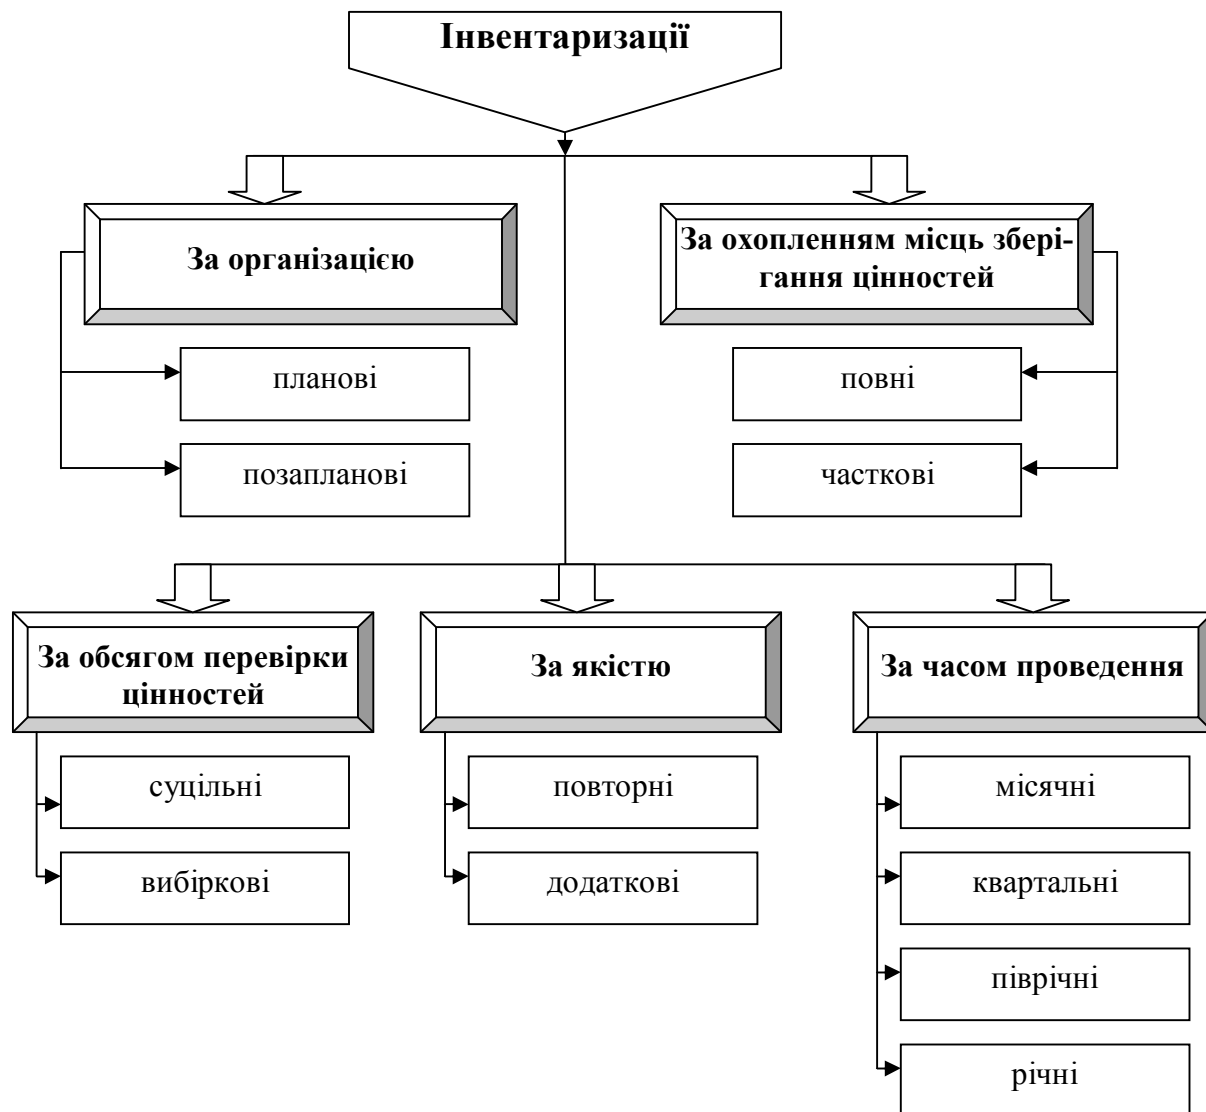 Інвентаризації
За організацією
За охопленням місць збері-
гання цінностей
планові
повні
позапланові
часткові
За обсягом перевірки
цінностей
За якістю
За часом проведення
суцільні
повторні
місячні
вибіркові
додаткові
квартальні
піврічні
річні